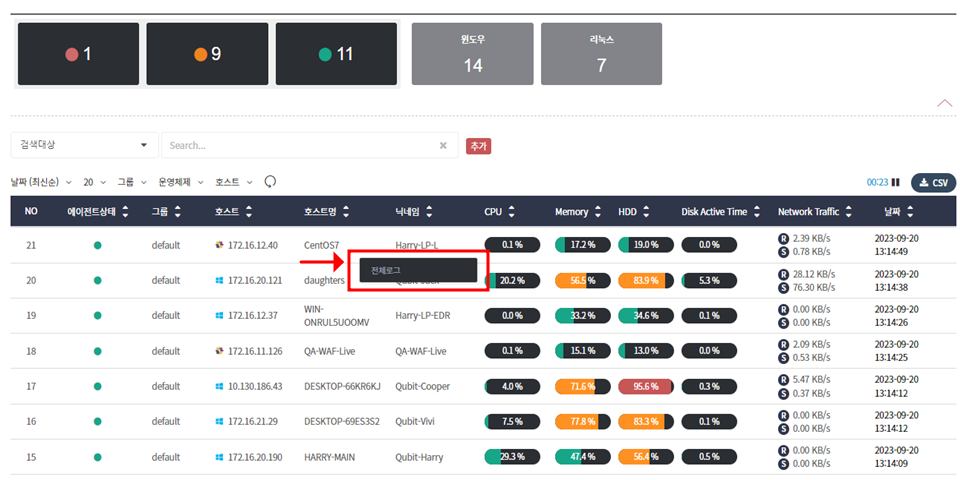 1
9
11
윈도우
14
리눅스
7
검색대상
Search...
추가
날짜 (최신순) 20 그룹 운영체제 호스트
00:23 CSV
NO 에이전트상태 그룹 호스트 호스트명 닉네임 CPU Memory HDD Disk Active Time Network Traffic 날짜
21 default 172.16.12.40 CentOS7 Harry-LP-L 0.1 % 17.2 % 19.0 % 0.0 % R 2.39 KB/s 2023-09-20
S 0.78 KB/s 13:14:49
전체로그
20 default 172.16.20.121 daughters 20.2 % 56.5 % 83.9 % 5.3 % R 28.12 KB/s 2023-09-20
S 76.30 KB/s 13:14:38
19 default 172.16.12.37 WIN-
ONRUL5UOOMV Harry-LP-EDR 0.0 % 33.2 % 34.6 % 0.1 % R 0.00 KB/s 2023-09-20
S 0.00 KB/s 13:14:26
18 default 172.16.11.126 QA-WAF-Live QA-WAF-Live 0.1 % 15.1 % 13.0 % 0.0 % R 2.09 KB/s 2023-09-20
S 0.53 KB/s 13:14:25
17 default 10.130.186.43 DESKTOP-66KR6KJ Qubit-Cooper 4.0 % 71.6 % 95.6 % 0.3 % R 5.47 KB/s 2023-09-20
S 0.37 KB/s 13:14:12
16 default 172.16.21.29 DESKTOP-69ES3S2 Qubit-Vivi 7.5 % 77.8 % 83.3 % 0.1 % R 0.00 KB/s 2023-09-20
S 0.00 KB/s 13:14:12
15 default 172.16.20.190 HARRY-MAIN Qubit-Harry 29.3 % 47.4 % 56.4 % 0.5 % R 0.00 KB/s 2023-09-20
S 0.00 KB/s 13:14:09